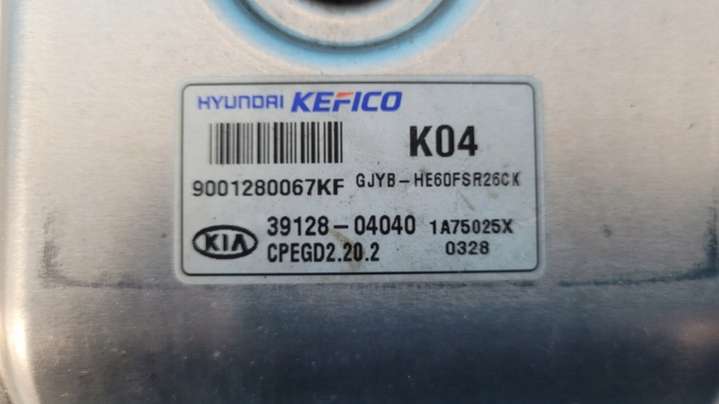 HYUNDAI KEFICO
K04
9001280067KF GJYB-HE60FSR26CK
KIA 39128-04040 1A75025X
CPEGD2.20.2 0328